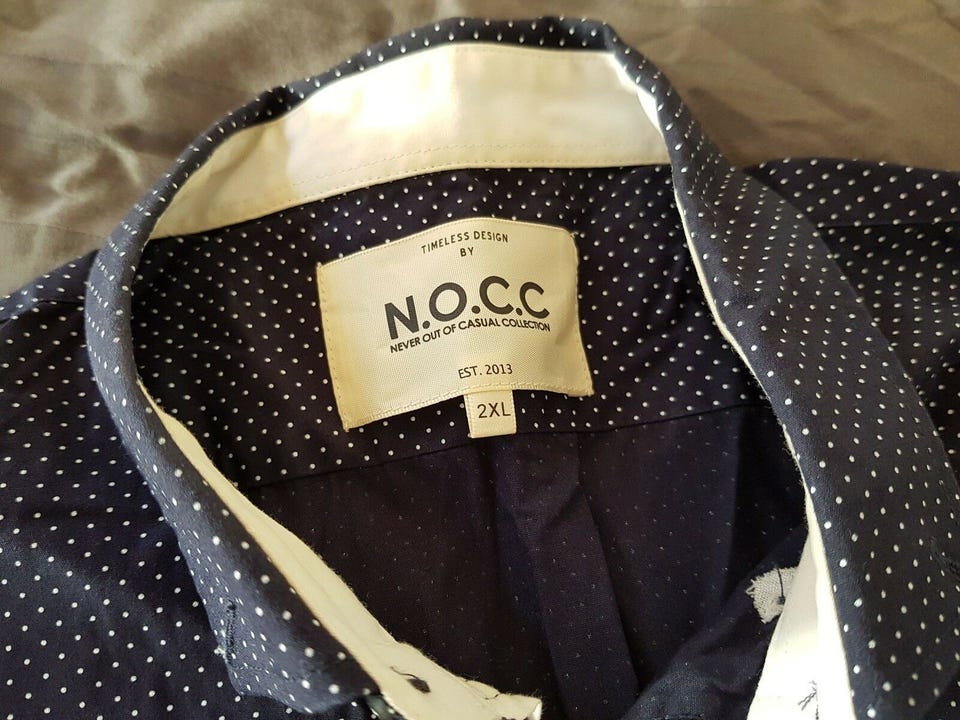 TIMELESS DESIGN
BY
N.O.C.C
NEVER OUT OF CASUAL COLLECTION
EST. 2013
2XL